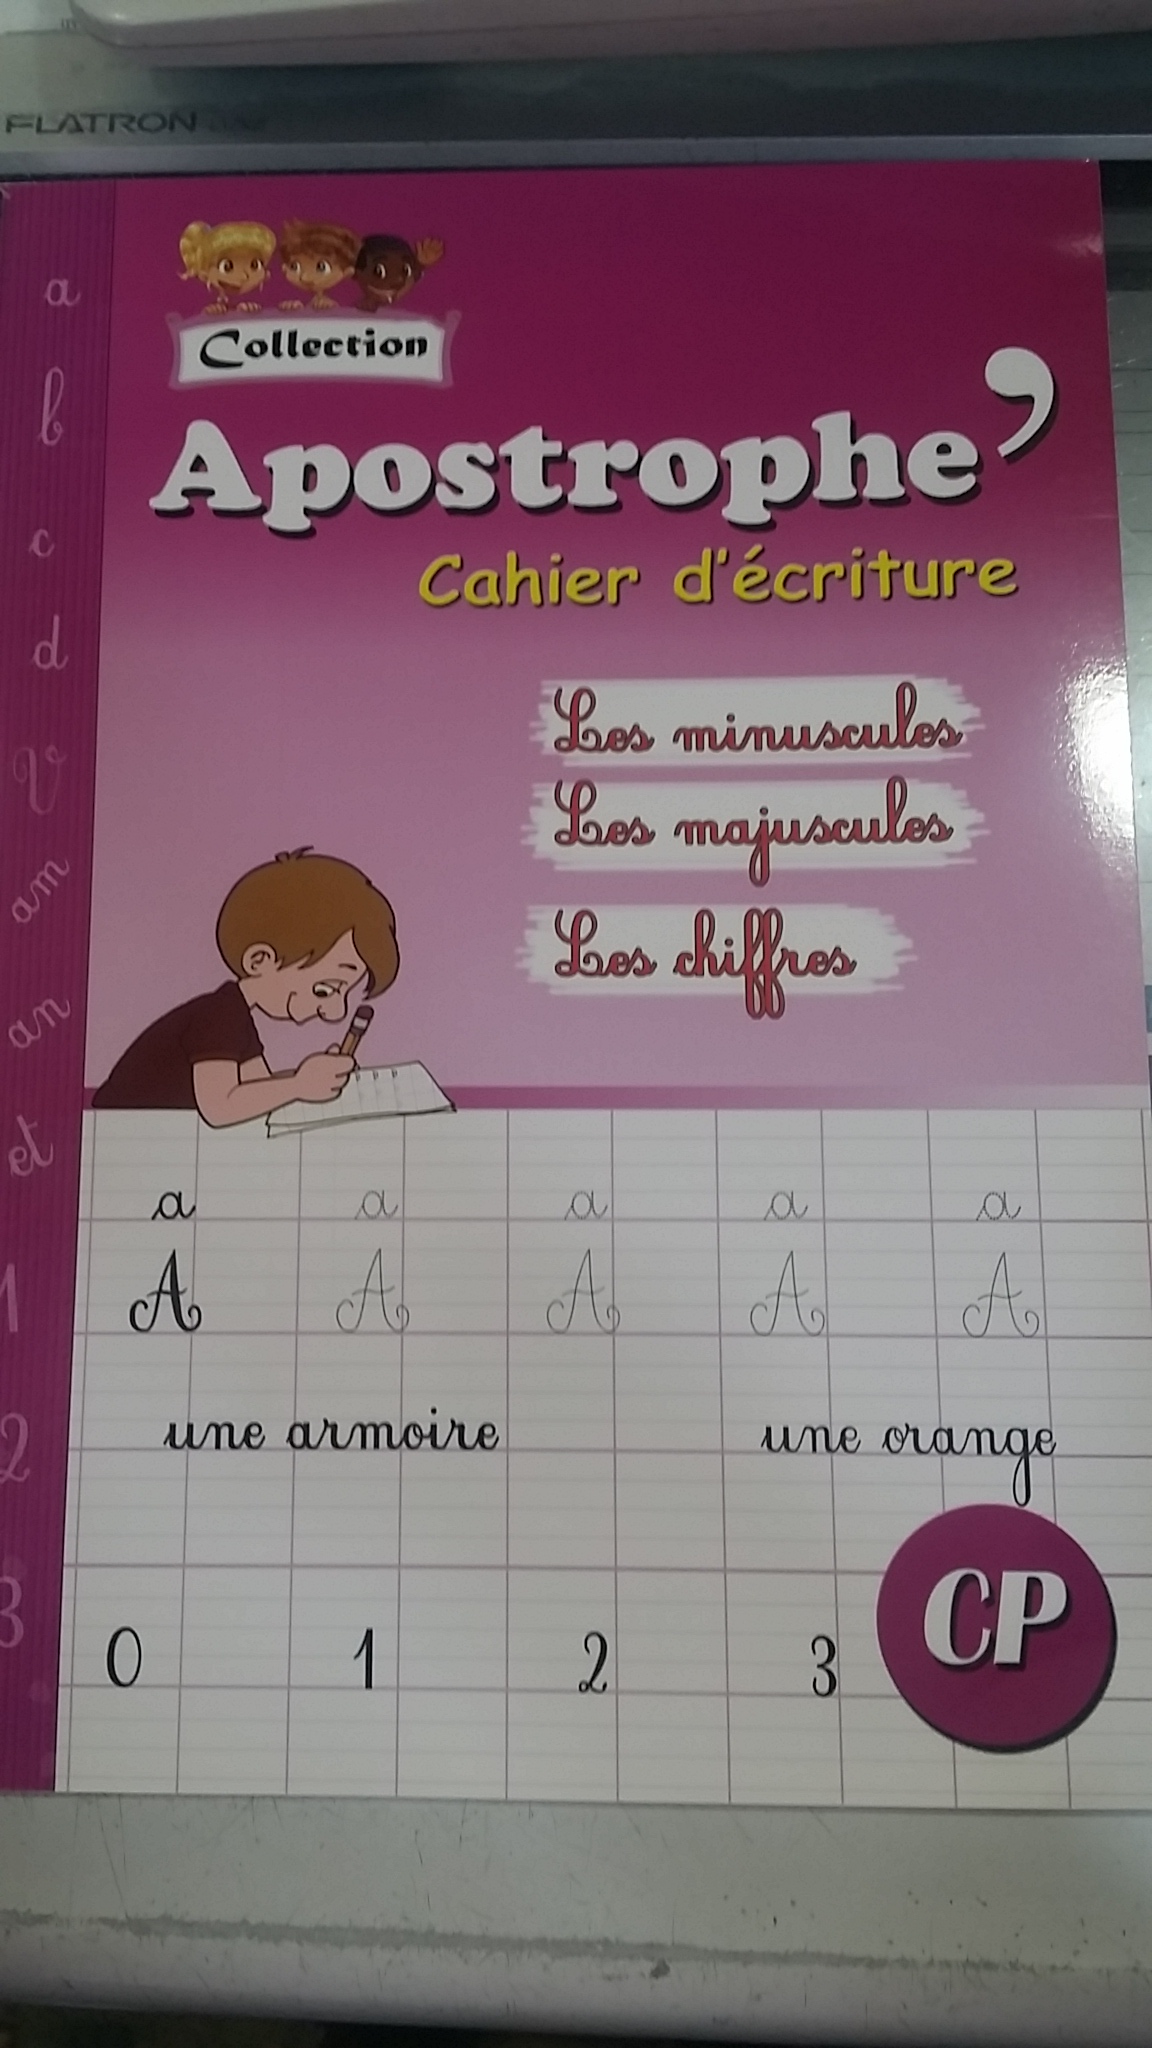 FLATRON
Collection
Apostrophe'
Cahier d'écriture
Les minuscules
Les majuscules
Les chiffres
a
b
c
d
V
am
an
et
1
2
3
a a a a a
A A A A A
une armoire une orange
0 1 2 3
CP